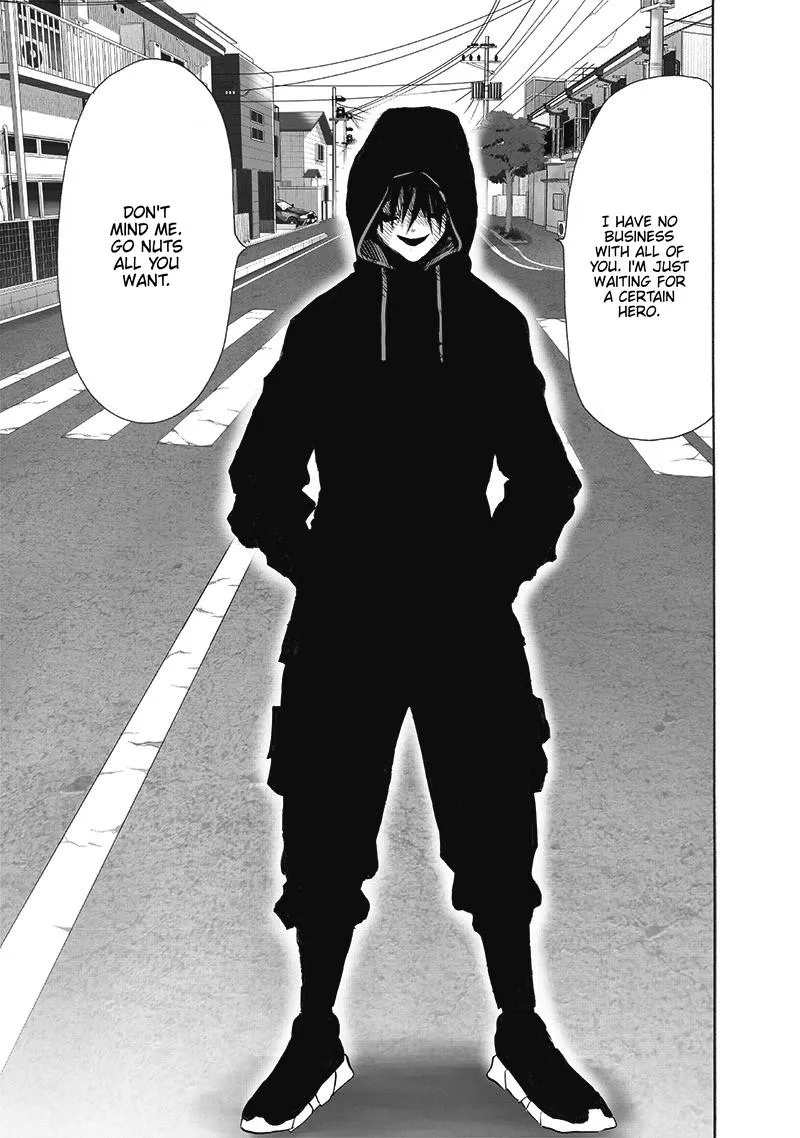 I HAVE NO
BUSINESS
WITH ALL OF
YOU. I'M JUST
WAITING FOR
A CERTAIN
HERO.
DON'T
MIND ME.
GO NUTS
ALL YOU
WANT.